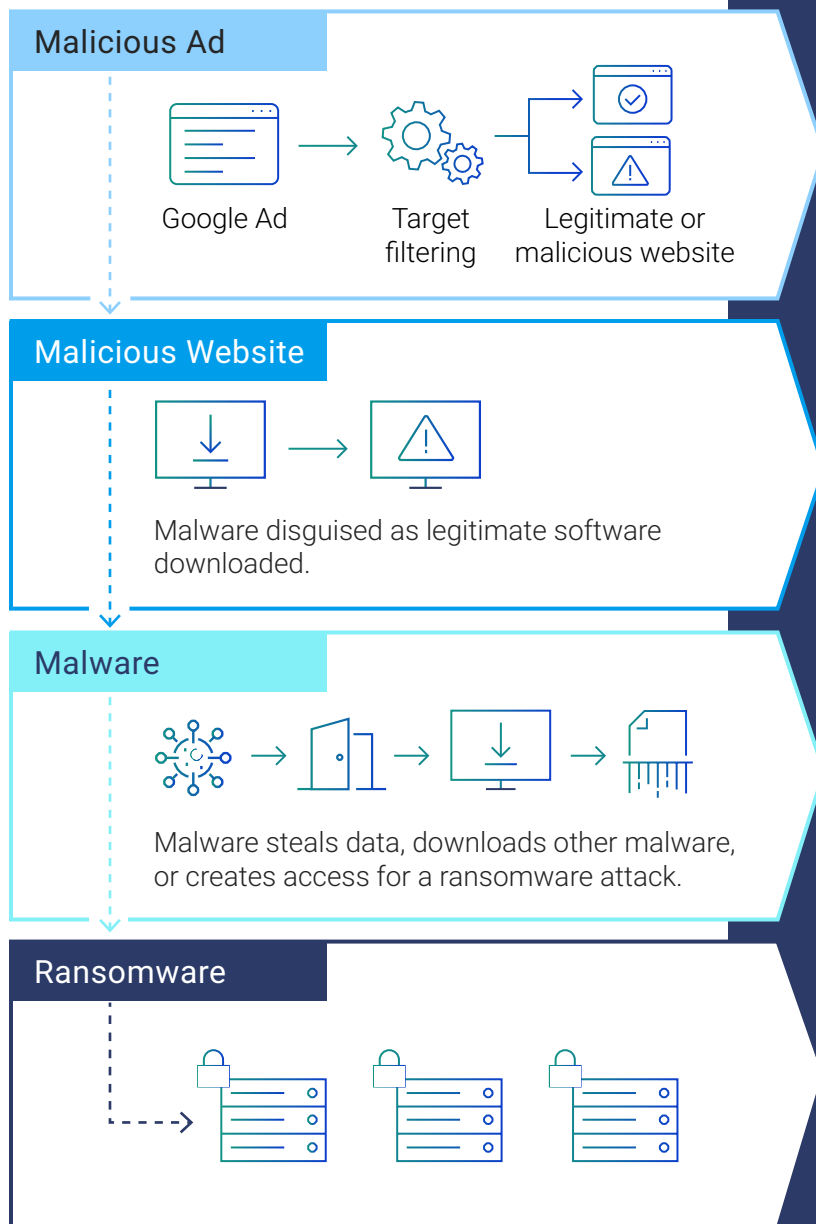 Malicious Ad
Google Ad
Target
filtering
Legitimate or
malicious website
Malicious Website
Malware disguised as legitimate software
downloaded.
Malware
Malware steals data, downloads other malware,
or creates access for a ransomware attack.
Ransomware